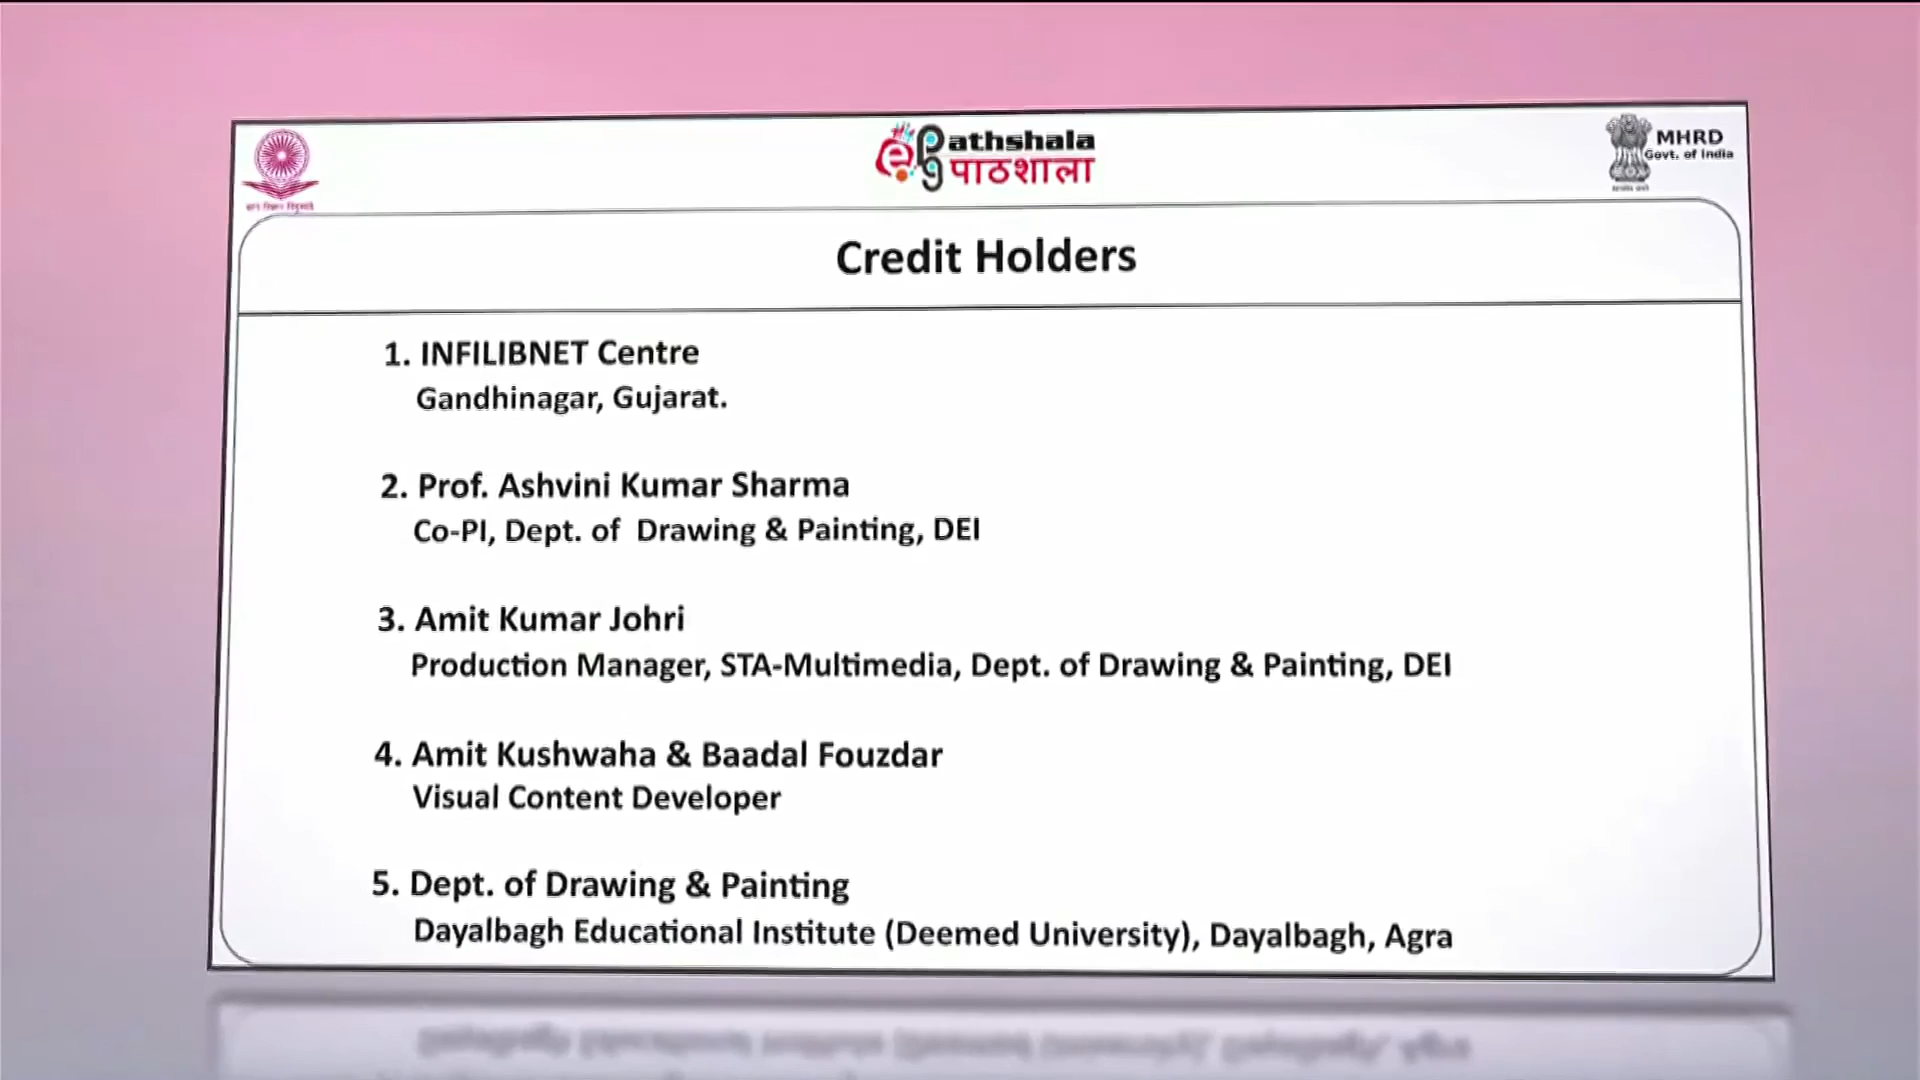 ePG Pathshala
पाठशाला
MHRD
Govt. of India
Credit Holders
1. INFILIBNET Centre
Gandhinagar, Gujarat.
2. Prof. Ashvini Kumar Sharma
Co-PI, Dept. of Drawing & Painting, DEI
3. Amit Kumar Johri
Production Manager, STA-Multimedia, Dept. of Drawing & Painting, DEI
4. Amit Kushwaha & Baadal Fouzdar
Visual Content Developer
5. Dept. of Drawing & Painting
Dayalbagh Educational Institute (Deemed University), Dayalbagh, Agra